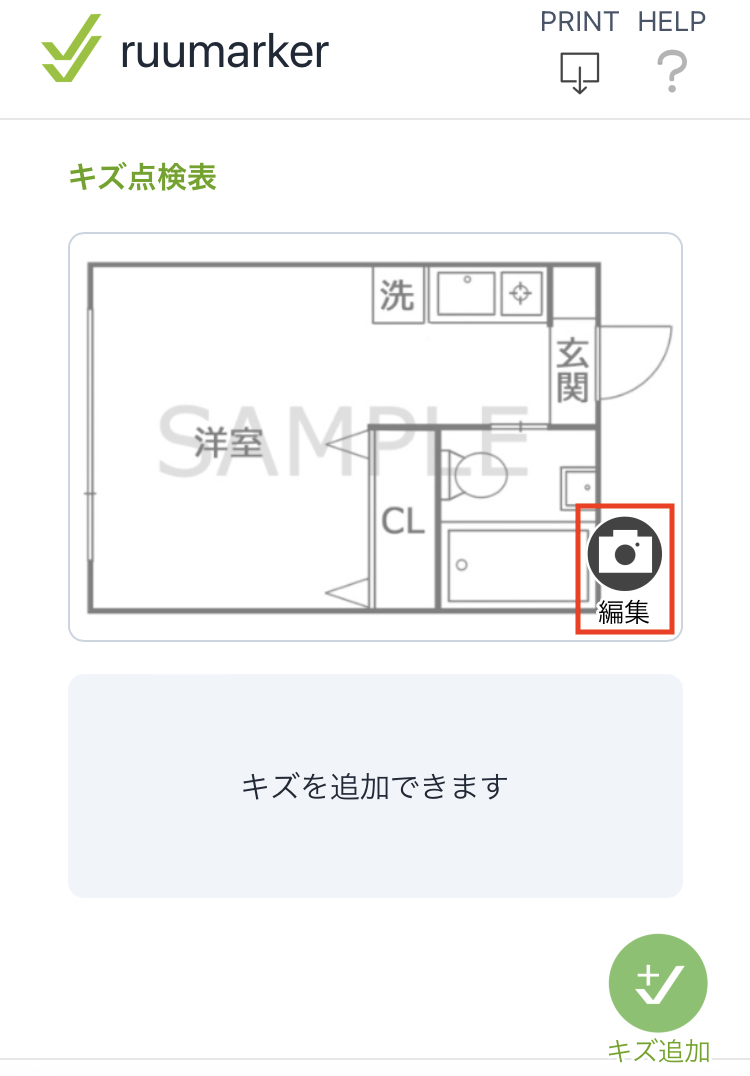 PRINT HELP
ruumarker
キズ点検表
洗
玄関
SAMPLE
洋室
CL
編集
キズを追加できます
キズ追加